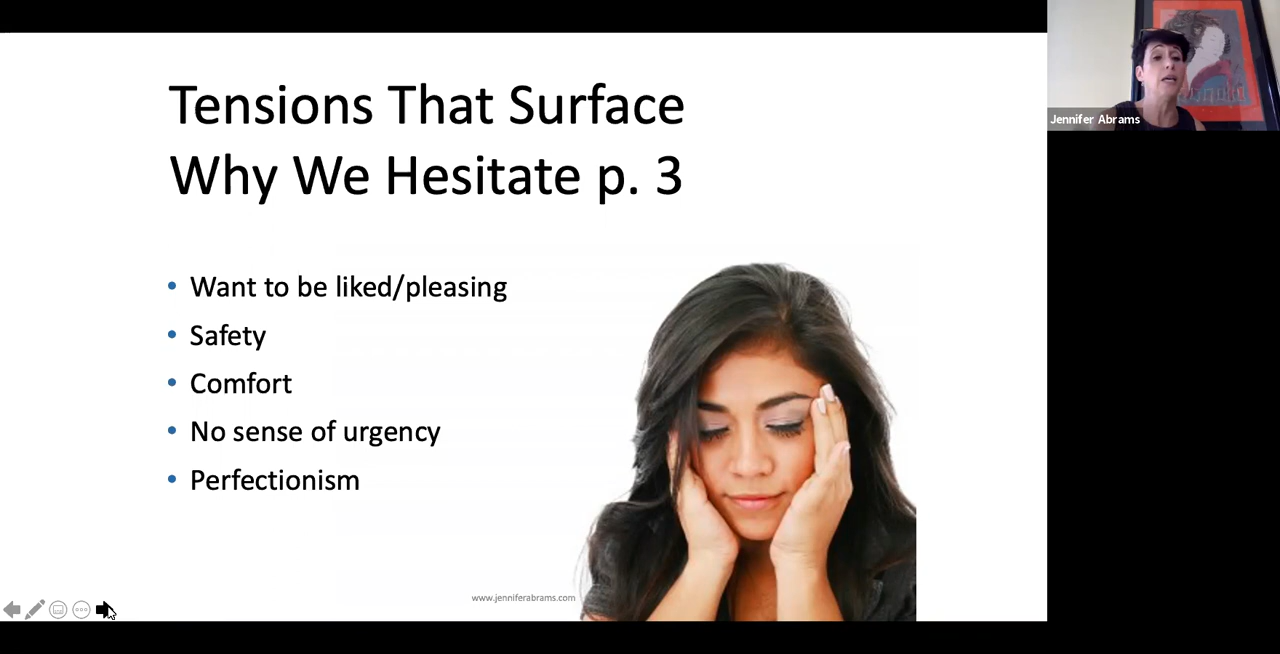 Tensions That Surface
Why We Hesitate p. 3
• Want to be liked/pleasing
• Safety
• Comfort
• No sense of urgency
• Perfectionism
www.jenniferabrams.com
Jennifer Abrams